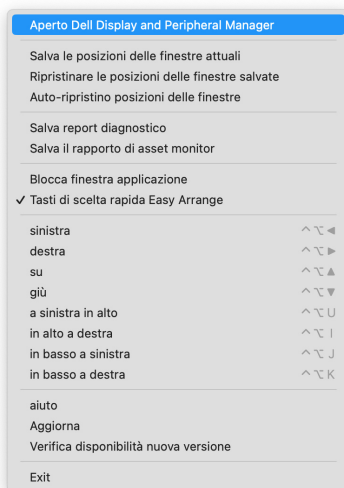 Aperto Dell Display and Peripheral Manager
Salva le posizioni delle finestre attuali
Ripristinare le posizioni delle finestre salvate
Auto-ripristino posizioni delle finestre
Salva report diagnostico
Salva il rapporto di asset monitor
Blocca finestra applicazione
✓ Tasti di scelta rapida Easy Arrange
sinistra ^⌥◀
destra ^⌥▶
su ^⌥▲
giù ^⌥▼
a sinistra in alto ^⌥U
in alto a destra ^⌥I
in basso a sinistra ^⌥J
in basso a destra ^⌥K
aiuto
Aggiorna
Verifica disponibilità nuova versione
Exit